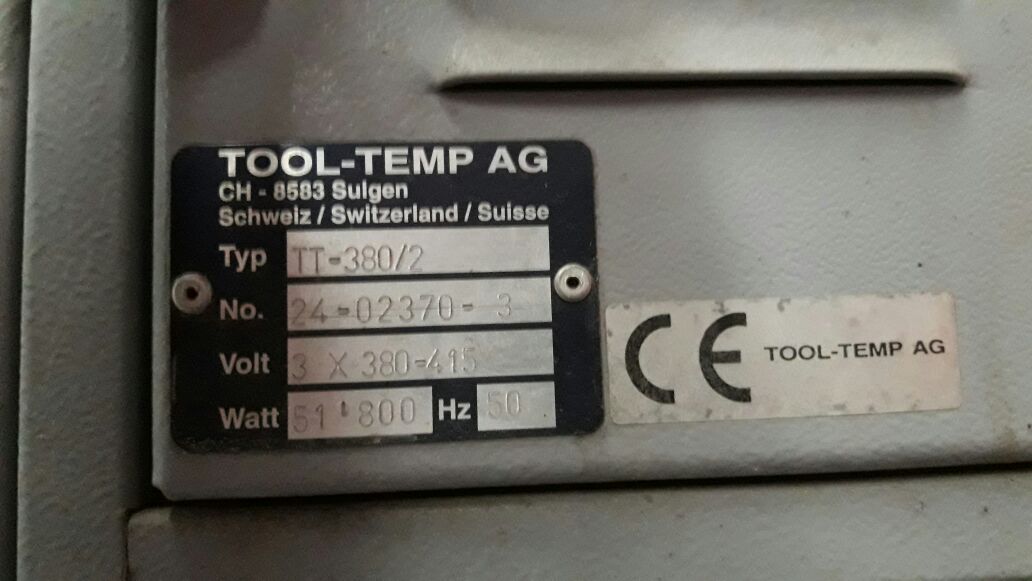 TOOL-TEMP AG
CH - 8583 Sulgen
Schweiz / Switzerland / Suisse
Typ TT-380/2
No. 24-02370- 3
Volt 3 X 380-415
Watt 51'800 Hz 50
CE TOOL-TEMP AG